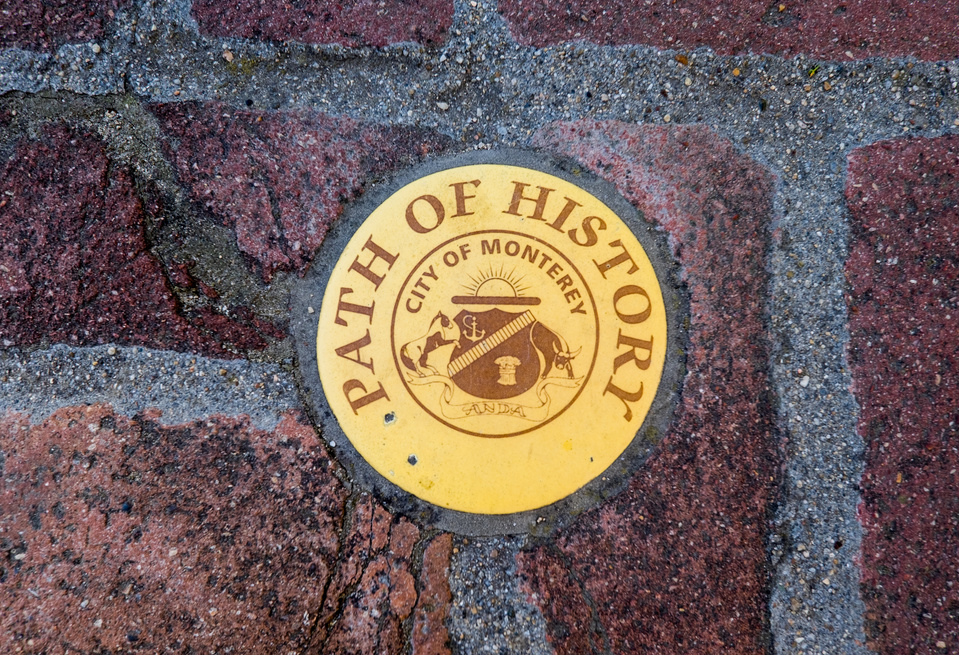 PATH OF HISTORY
CITY OF MONTEREY
ANDA